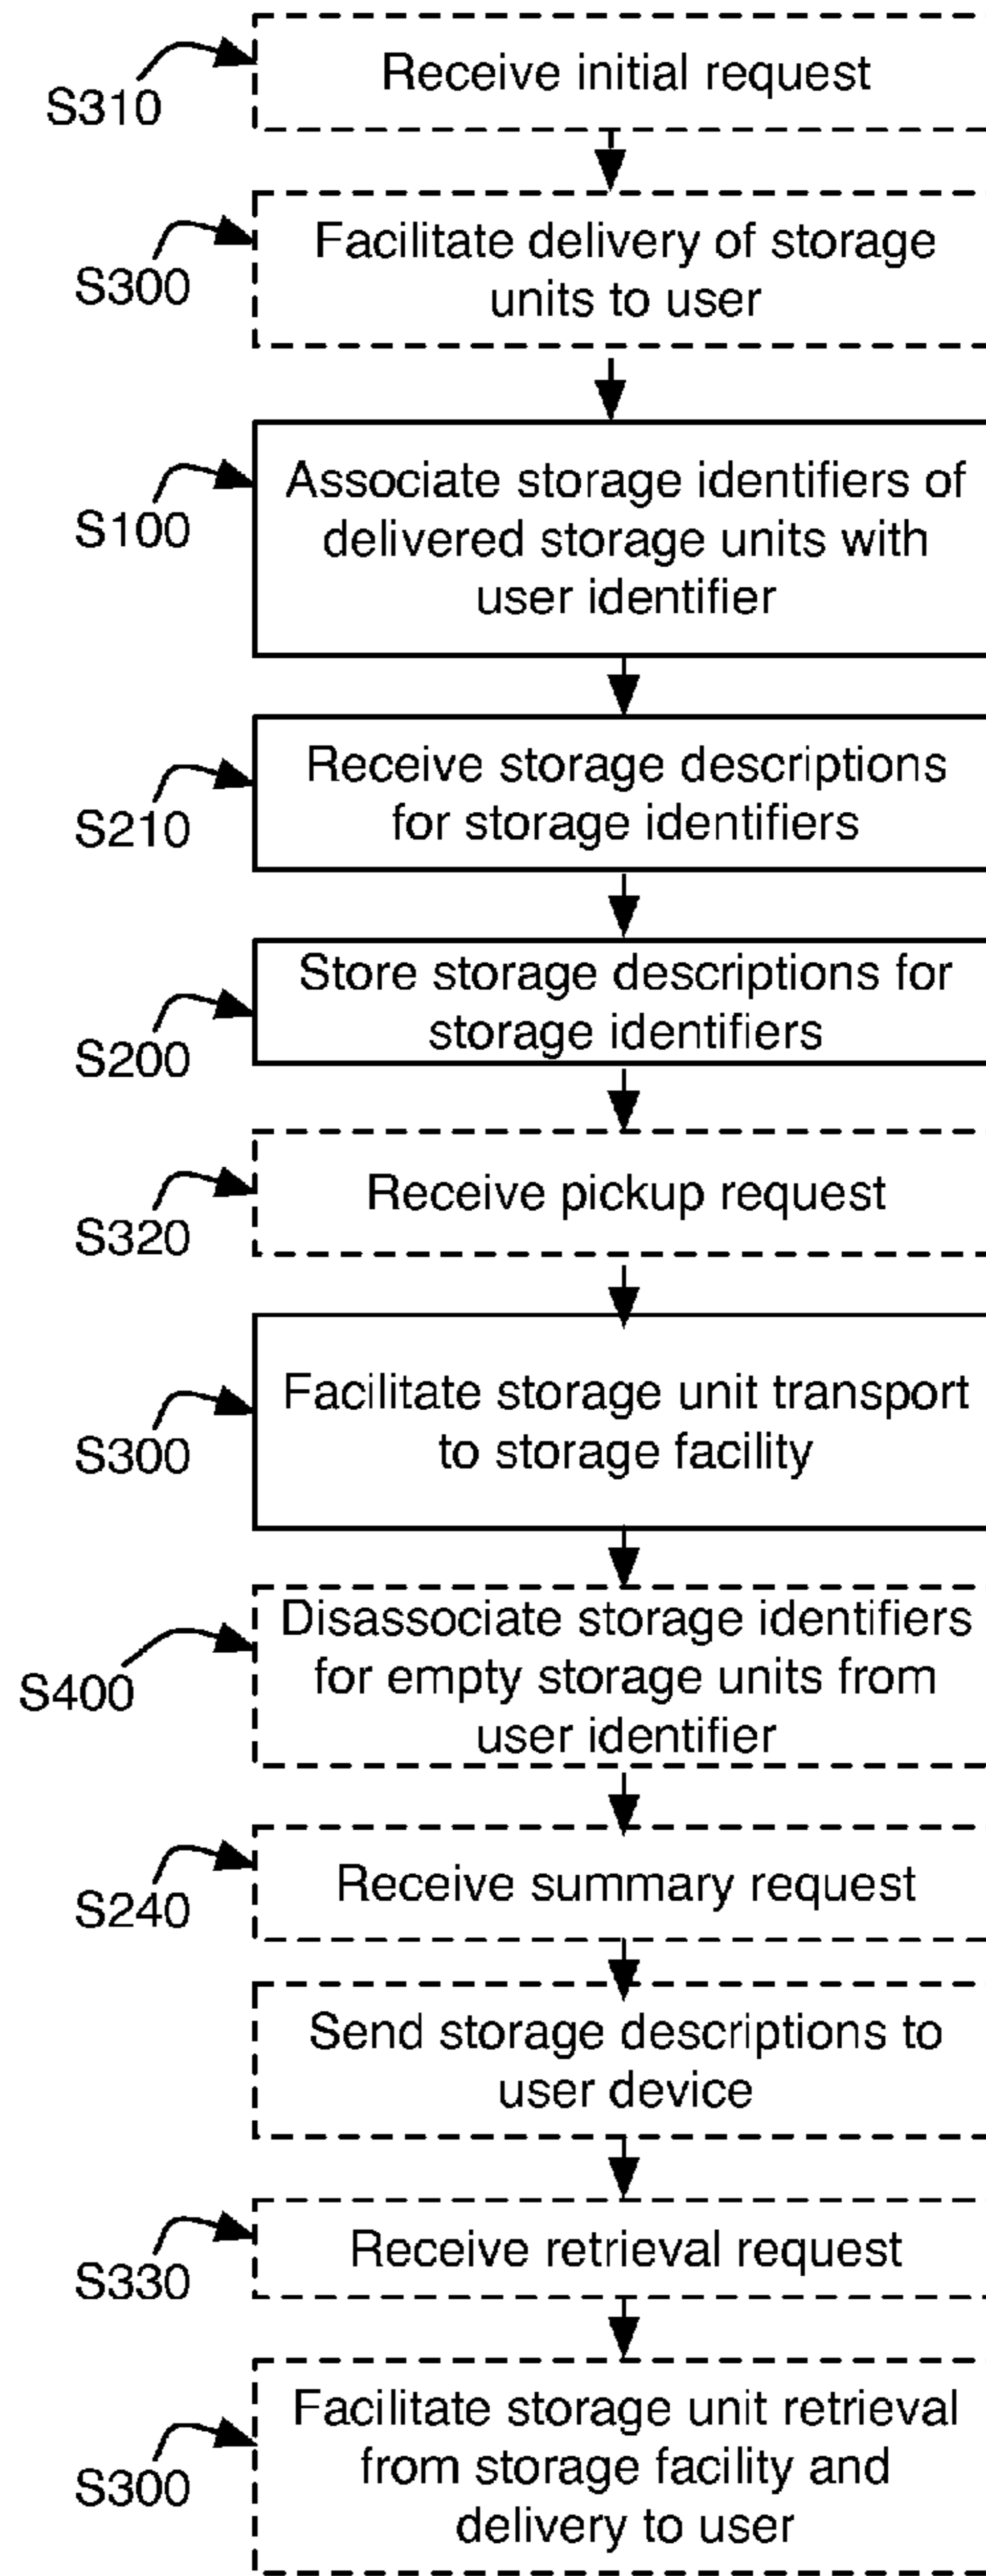 Receive initial request
S310
Facilitate delivery of storage
units to user
S300
Associate storage identifiers of
delivered storage units with
user identifier
S100
Receive storage descriptions
for storage identifiers
S210
Store storage descriptions for
storage identifiers
S200
Receive pickup request
S320
Facilitate storage unit transport
to storage facility
S300
Disassociate storage identifiers
for empty storage units from
user identifier
S400
Receive summary request
S240
Send storage descriptions to
user device
Receive retrieval request
S330
Facilitate storage unit retrieval
from storage facility and
delivery to user
S300